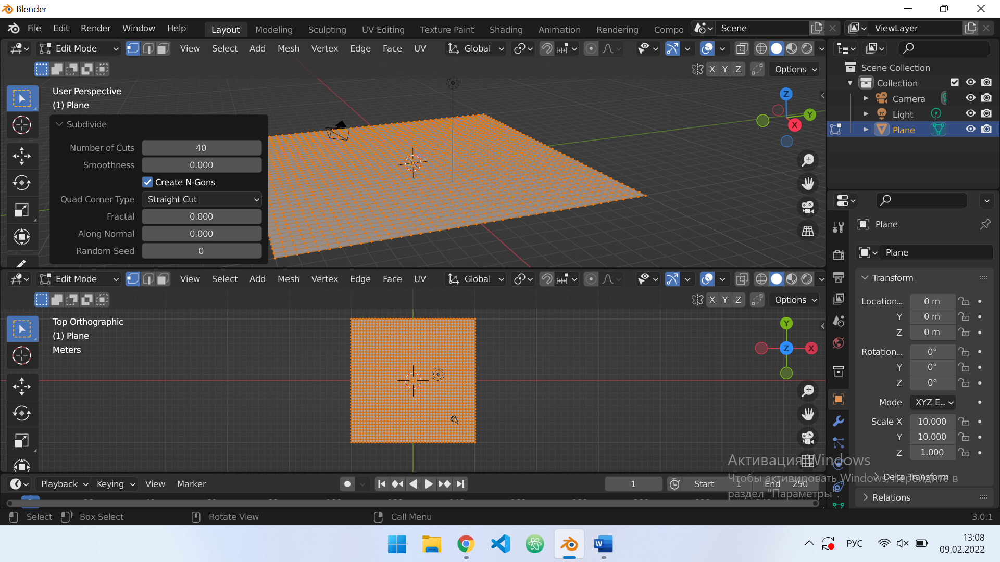 Blender
File Edit Render Window Help Layout Modeling Sculpting UV Editing Texture Paint Shading Animation Rendering Compo Scene ViewLayer
Edit Mode View Select Add Mesh Vertex Edge Face UV Global
X Y Z Options
User Perspective
(1) Plane
Subdivide
Number of Cuts 40
Smoothness 0.000
Create N-Gons
Quad Corner Type Straight Cut
Fractal 0.000
Along Normal 0.000
Random Seed 0
Z
Y
X
Scene Collection
Collection
Camera
Light
Plane
Plane
Plane
Transform
Location... 0 m
Y 0 m
Z 0 m
Rotation... 0°
Y 0°
Z 0°
Mode XYZ E...
Scale X 10.000
Y 10.000
Z 1.000
Delta Transform
Relations
Edit Mode View Select Add Mesh Vertex Edge Face UV Global
X Y Z Options
Top Orthographic
(1) Plane
Meters
Y
Z X
Активация Windows
Чтобы активировать Windows, перейдите в
раздел "Параметры".
Playback Keying View Marker 1 Start 1 End 250
Select Box Select Rotate View Call Menu 3.0.1
W РУС 13:08
09.02.2022